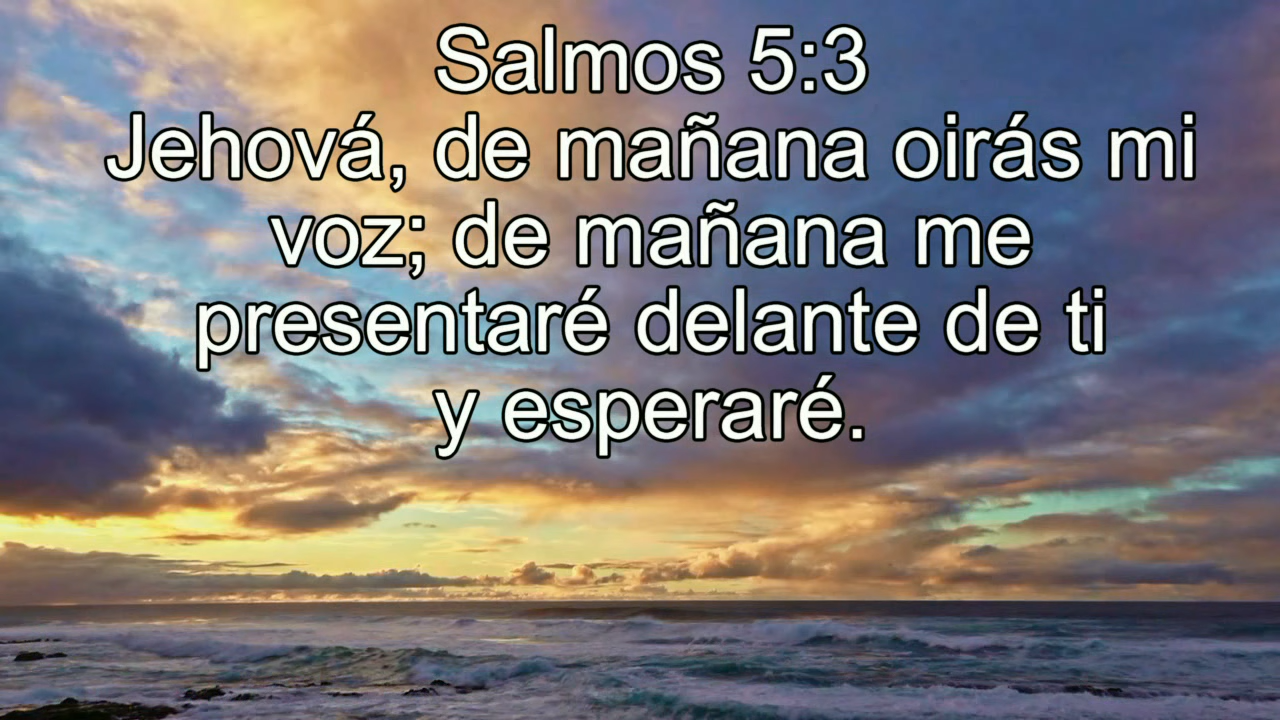 Salmos 5:3
Jehová, de mañana oirás mi
voz; de mañana me
presentaré delante de ti
y esperaré.